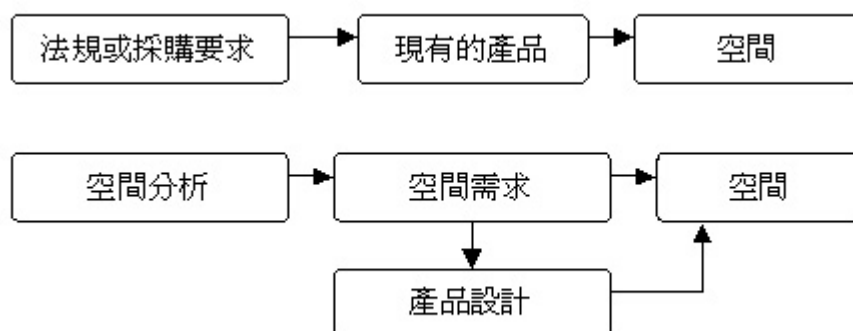 法規或採購要求
現有的產品
空間
空間分析
空間需求
空間
產品設計